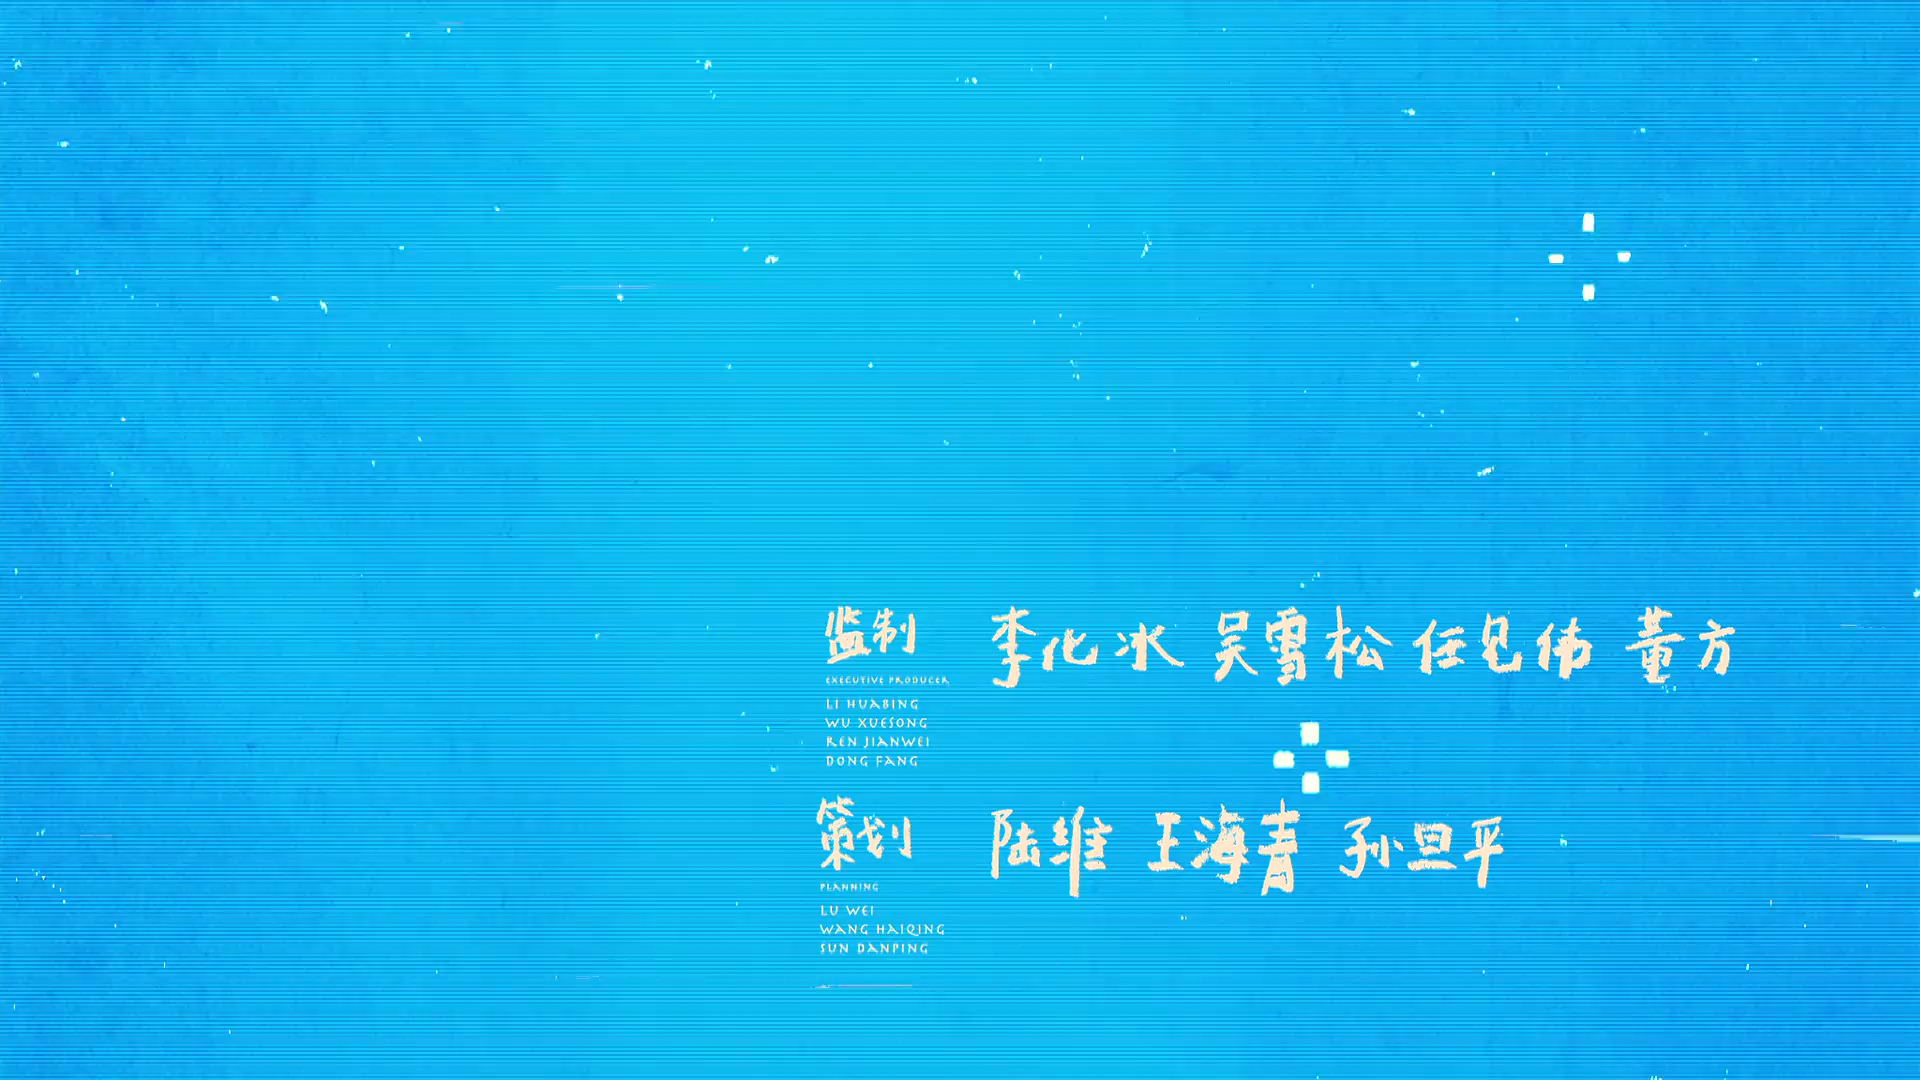 监制 李化冰 吴雪松 任见伟 董方
EXECUTIVE PRODUCER
LI HUABING
WU XUESONG
REN JIANWEI
DONG FANG
策划 陆维 王海青 孙旦平
PLANNING
LU WEI
WANG HAIQING
SUN DANPING